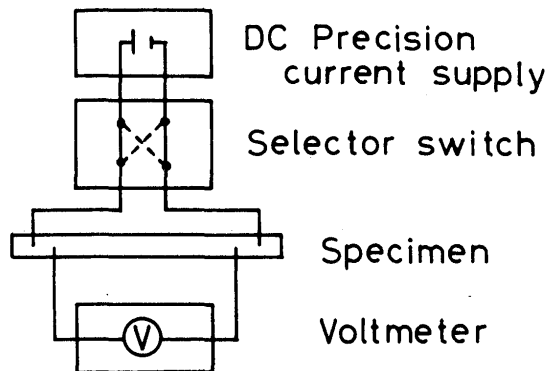 DC Precision
current supply
Selector switch
Specimen
V
Voltmeter